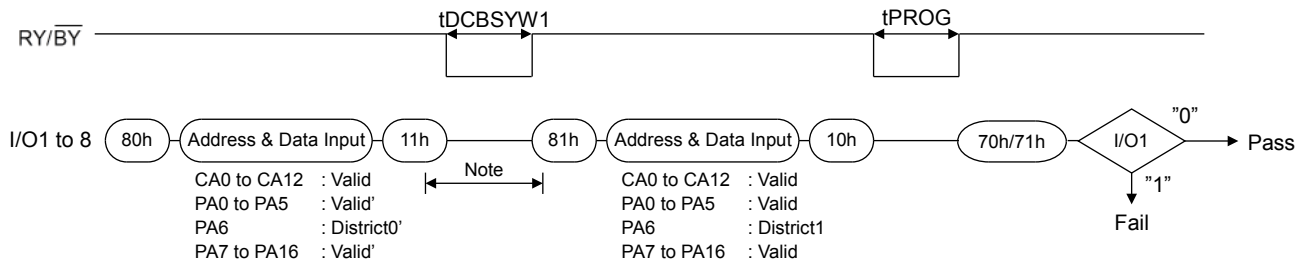 tDCBSYW1
tPROG
RY/BY
I/O1 to 8
80h
Address & Data Input
11h
81h
Address & Data Input
10h
70h/71h
I/O1
"0"
Pass
"1"
Fail
Note
CA0 to CA12 : Valid
PA0 to PA5 : Valid'
PA6 : District0'
PA7 to PA16 : Valid'
CA0 to CA12 : Valid
PA0 to PA5 : Valid
PA6 : District1
PA7 to PA16 : Valid